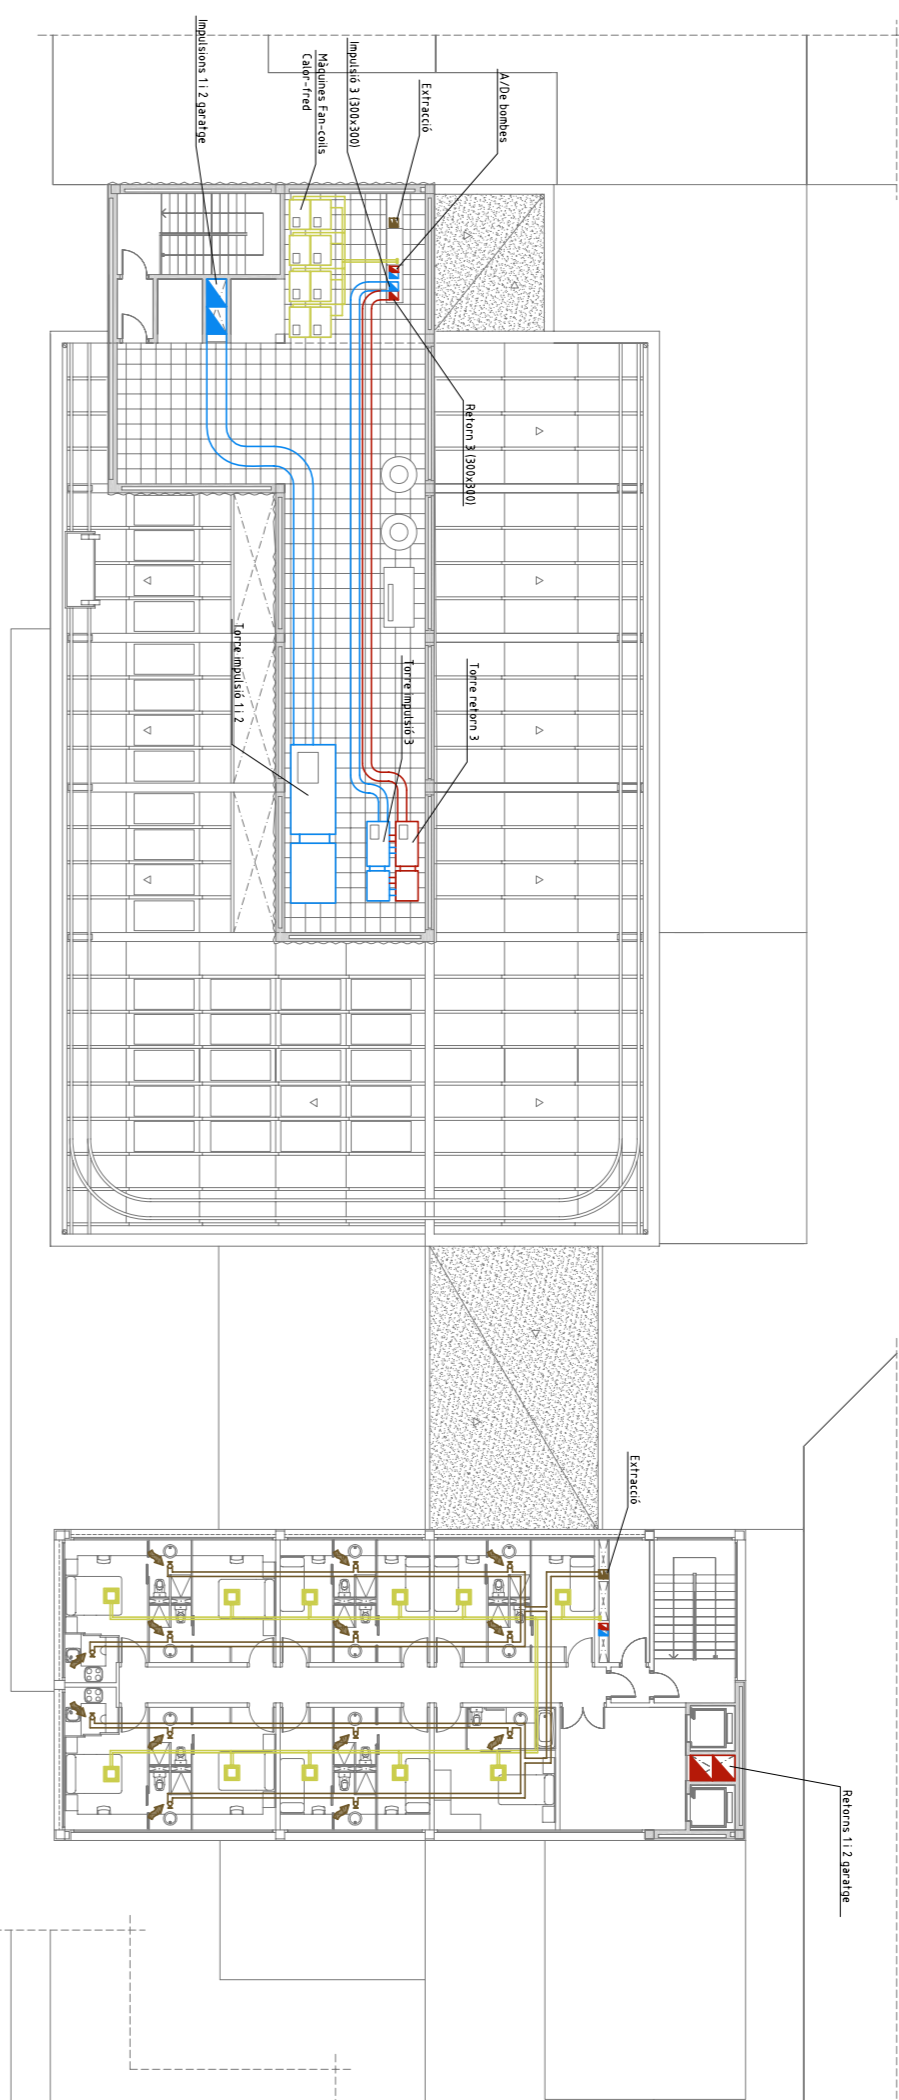 Impulsions 1 i 2 garatge
Màquines Fan-coils
Calor-fred
Impulsió 3 (300x300)
Extracció
A/De bombes
Retorn 3 (300x300)
Torre impulsió 1 i 2
Torre impulsió 3
Torre retorn 3
Extracció
Retorns 1 i 2 garatge